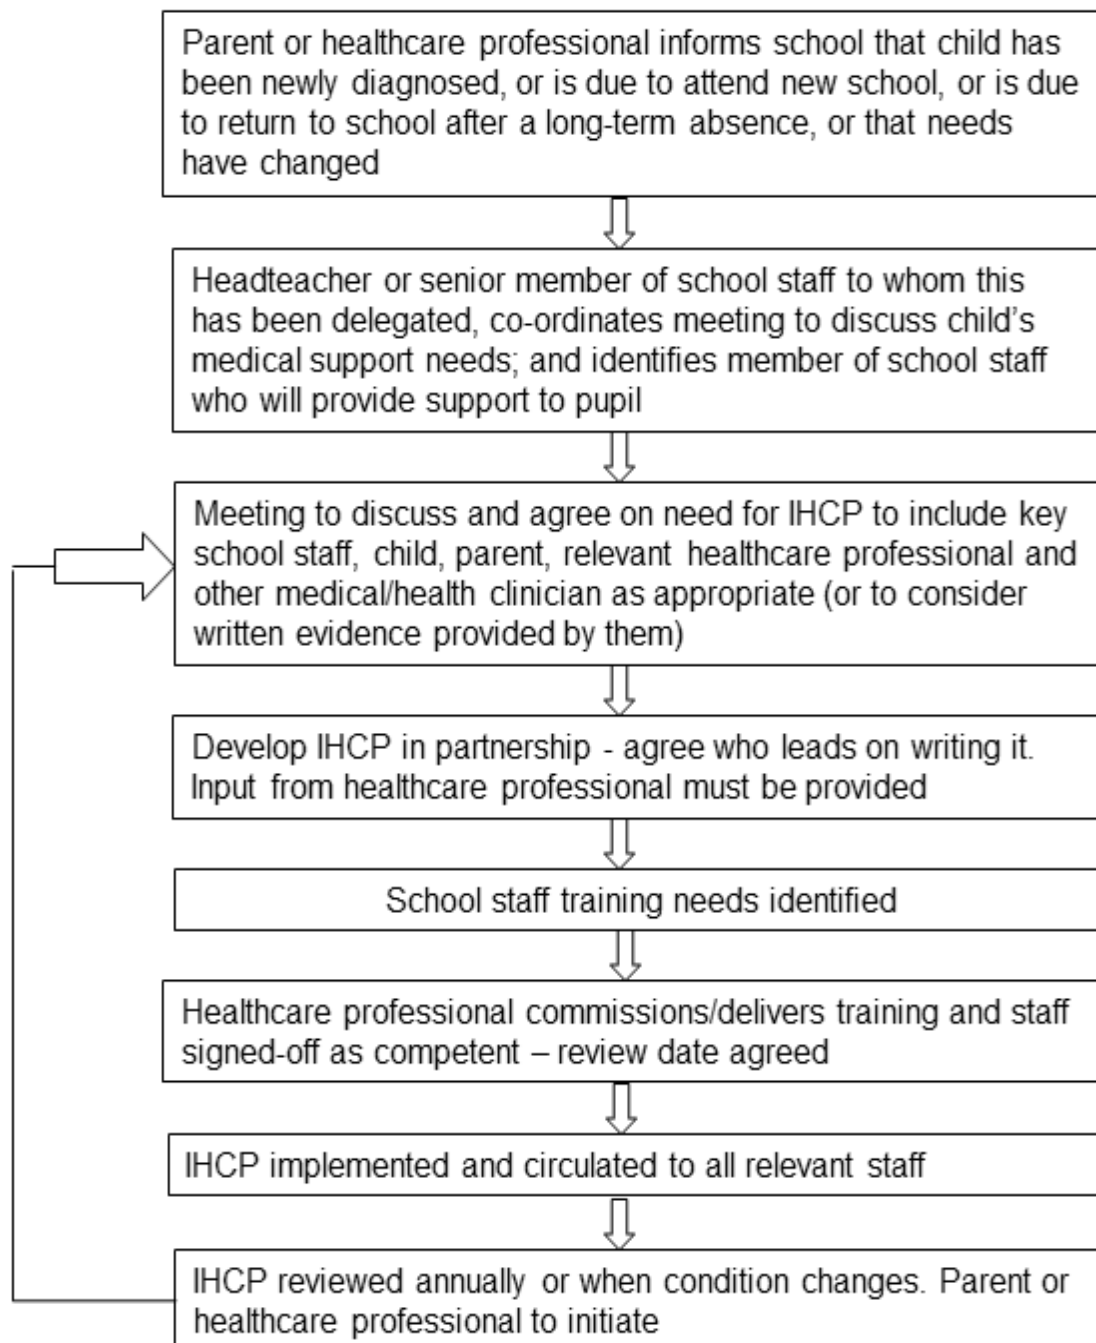 Parent or healthcare professional informs school that child has
been newly diagnosed, or is due to attend new school, or is due
to return to school after a long-term absence, or that needs
have changed
Headteacher or senior member of school staff to whom this
has been delegated, co-ordinates meeting to discuss child’s
medical support needs; and identifies member of school staff
who will provide support to pupil
Meeting to discuss and agree on need for IHCP to include key
school staff, child, parent, relevant healthcare professional and
other medical/health clinician as appropriate (or to consider
written evidence provided by them)
Develop IHCP in partnership - agree who leads on writing it.
Input from healthcare professional must be provided
School staff training needs identified
Healthcare professional commissions/delivers training and staff
signed-off as competent – review date agreed
IHCP implemented and circulated to all relevant staff
IHCP reviewed annually or when condition changes. Parent or
healthcare professional to initiate